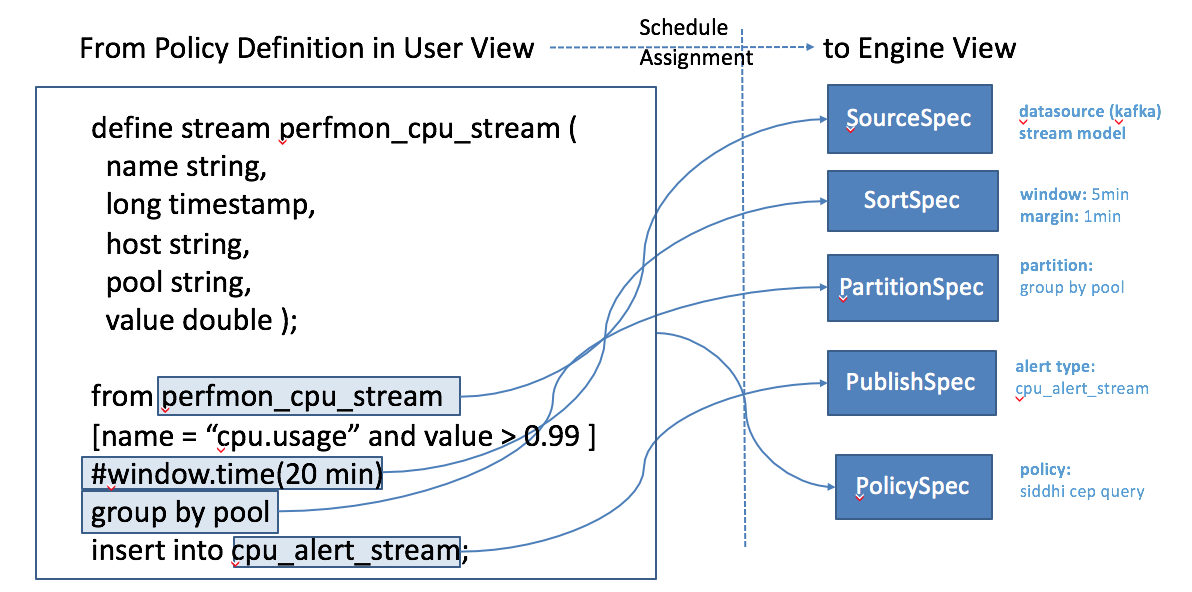 From Policy Definition in User View
Schedule
Assignment
to Engine View
define stream perfmon_cpu_stream (
name string,
long timestamp,
host string,
pool string,
value double );
from perfmon_cpu_stream
[name = “cpu.usage” and value > 0.99 ]
#window.time(20 min)
group by pool
insert into cpu_alert_stream;
SourceSpec
datasource (kafka)
stream model
SortSpec
window: 5min
margin: 1min
PartitionSpec
partition:
group by pool
PublishSpec
alert type:
cpu_alert_stream
PolicySpec
policy:
siddhi cep query